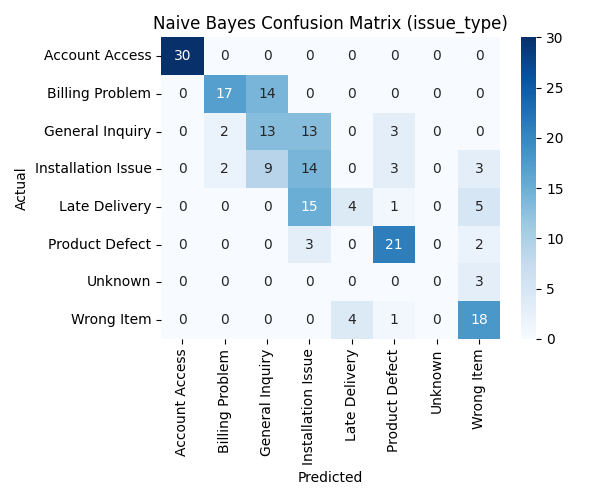 Naive Bayes Confusion Matrix (issue_type)
Actual
Account Access 30 0 0 0 0 0 0 0
Billing Problem 0 17 14 0 0 0 0 0
General Inquiry 0 2 13 13 0 3 0 0
Installation Issue 0 2 9 14 0 3 0 3
Late Delivery 0 0 0 15 4 1 0 5
Product Defect 0 0 0 3 0 21 0 2
Unknown 0 0 0 0 0 0 0 3
Wrong Item 0 0 0 0 4 1 0 18
Account Access
Billing Problem
General Inquiry
Installation Issue
Late Delivery
Product Defect
Unknown
Wrong Item
Predicted
30
25
20
15
10
5
0